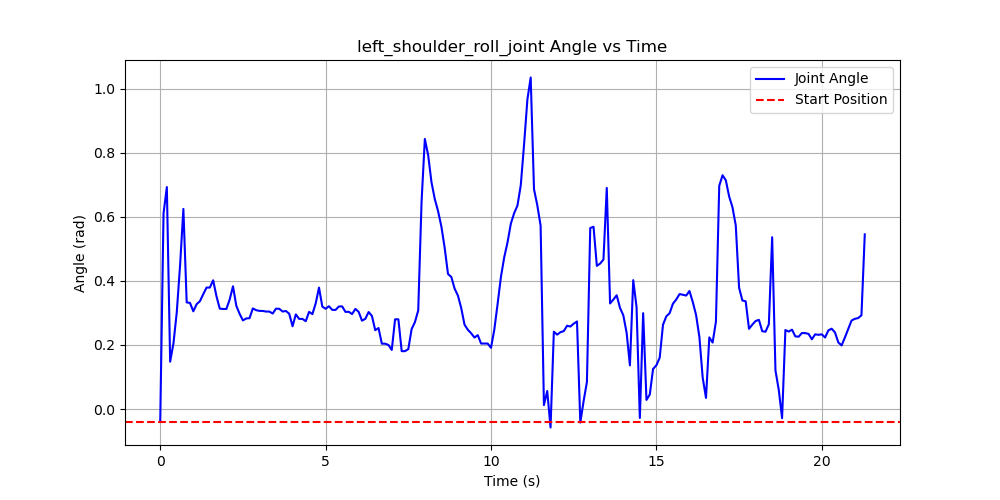 left_shoulder_roll_joint Angle vs Time
Joint Angle
Start Position
Angle (rad)
1.0
0.8
0.6
0.4
0.2
0.0
0
5
10
15
20
Time (s)